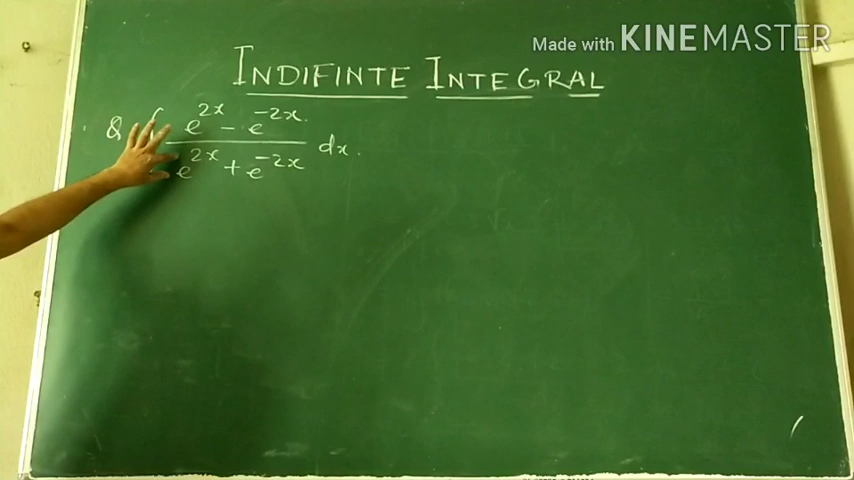 Made with KINEMASTER
INDIFINTE INTEGRAL
Q ∫ e^2x - e^-2x. / e^2x + e^-2x dx.